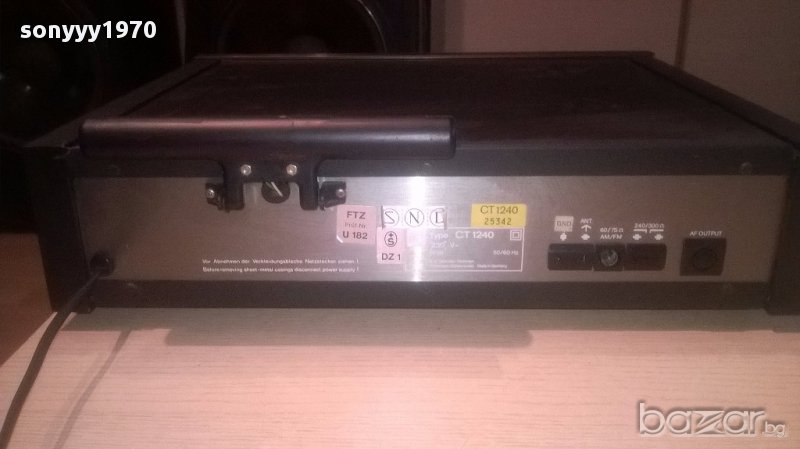 sonyyy1970
FTZ
Prüf Nr.
U 182
S N L
S
DZ 1
CT 1240
25342
Type CT 1240
50/60 Hz
Made in Germany
Vor Abnehmen der Verkleidungsbleche Netzstecker ziehen !
Before removing sheet-metal casings disconnect power supply !
GND
ANT.
60/75 Ω
AM/FM
240/300 Ω
AF OUTPUT
bazar.bg